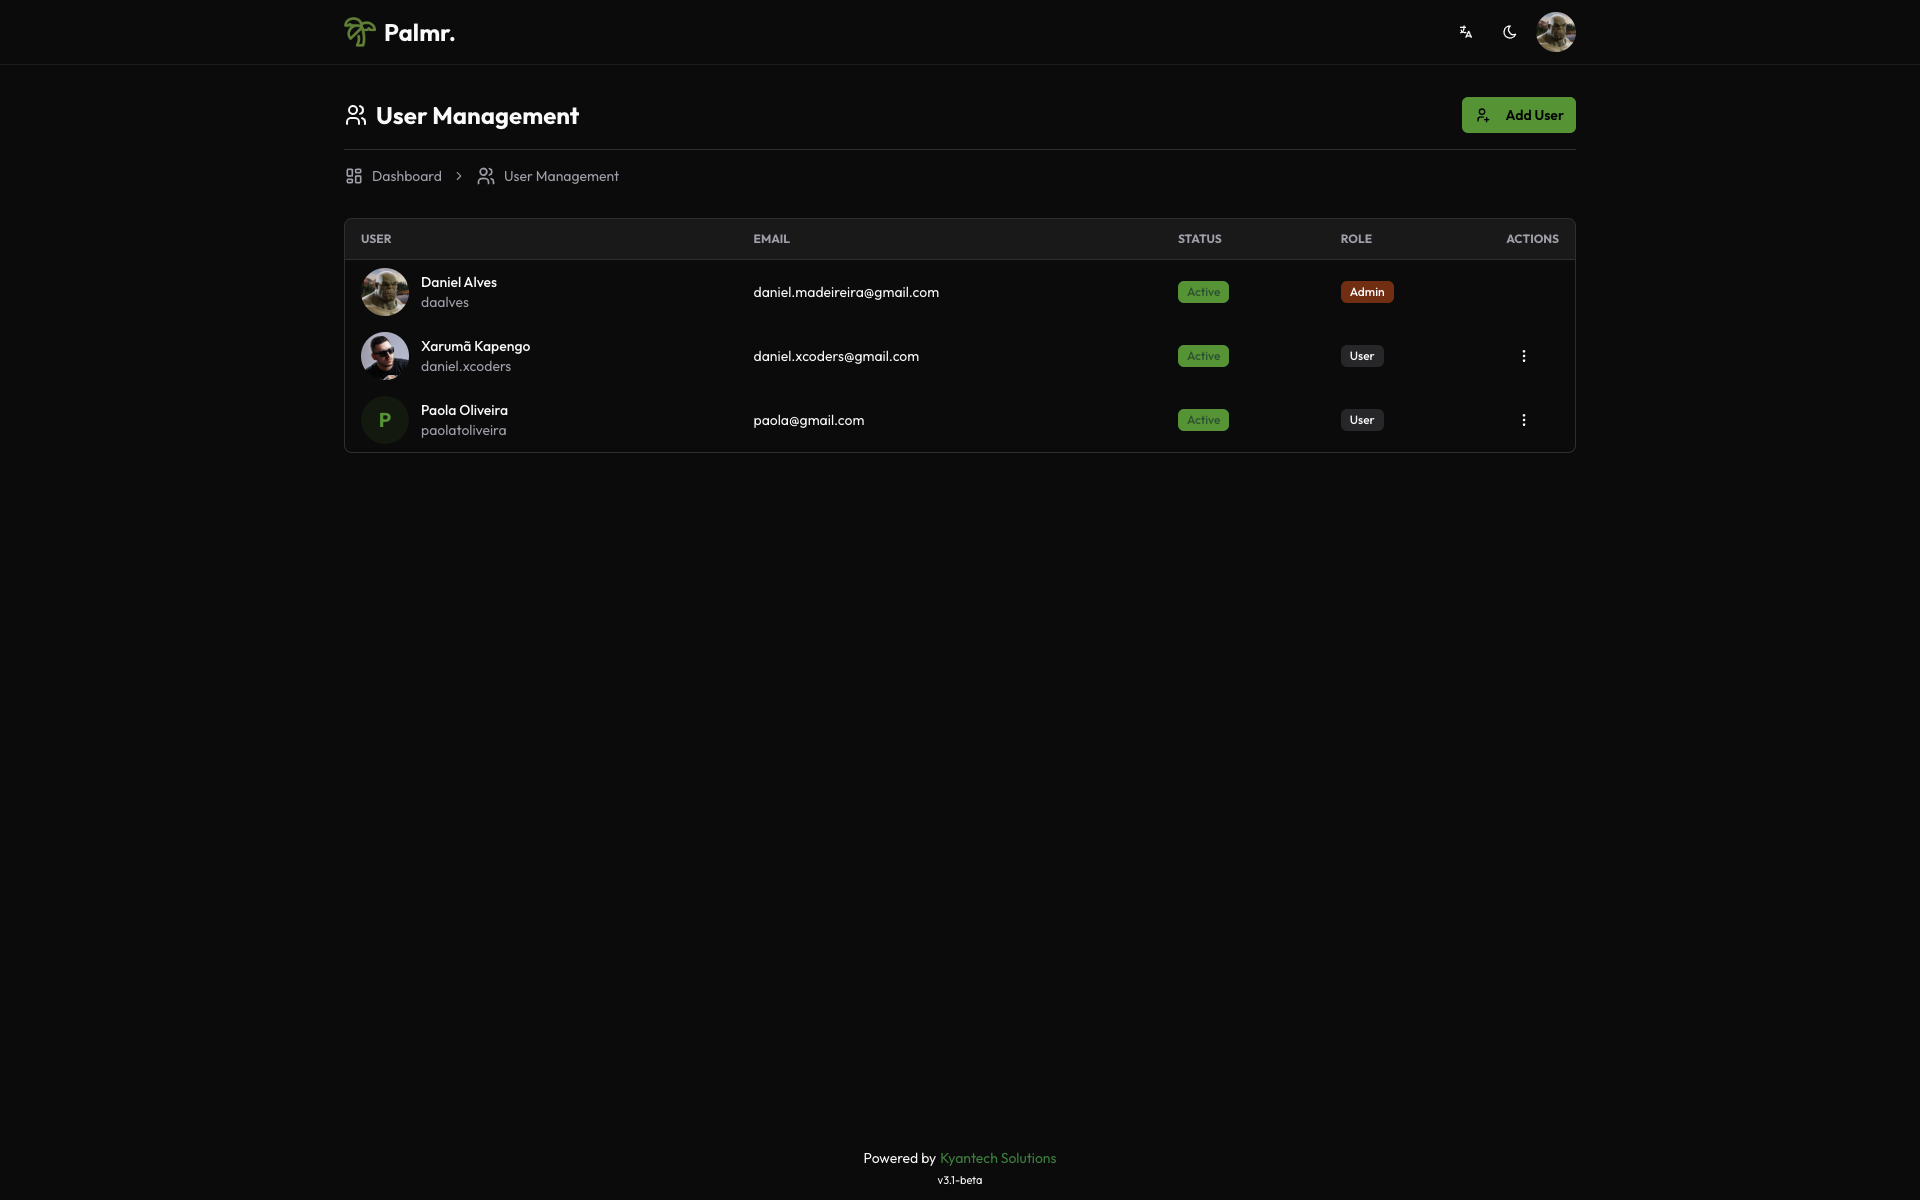 Palmr.
User Management
Add User
Dashboard > User Management
USER EMAIL STATUS ROLE ACTIONS
Daniel Alves
daalves
daniel.madeireira@gmail.com Active Admin
Xarumã Kapengo
daniel.xcoders
daniel.xcoders@gmail.com Active User
P
Paola Oliveira
paolatoliveira
paola@gmail.com Active User
Powered by Kyantech Solutions
v3.1-beta